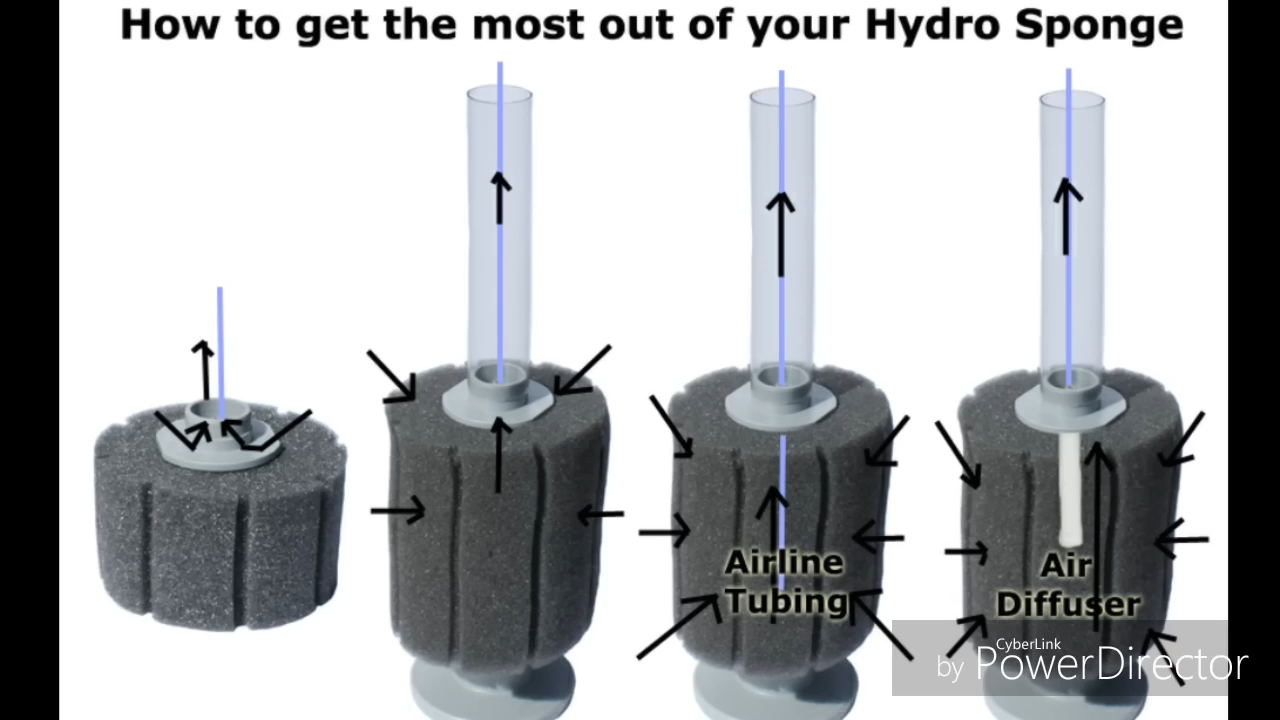 How to get the most out of your Hydro Sponge
Airline
Tubing
Air
Diffuser
CyberLink
by PowerDirector